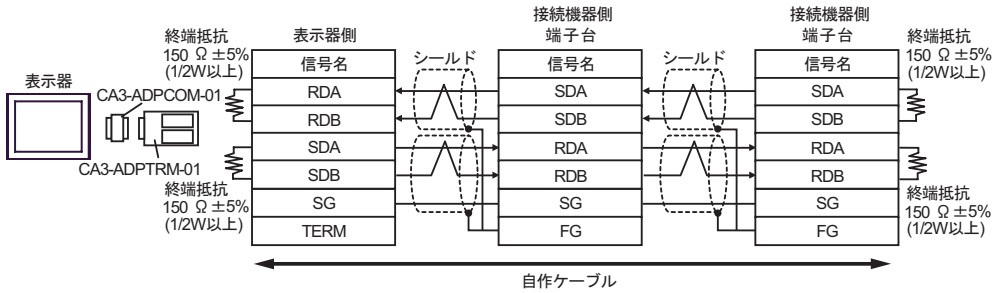 表示器
CA3-ADPCOM-01
CA3-ADPTRM-01
終端抵抗
150 Ω ±5%
(1/2W以上)
終端抵抗
150 Ω ±5%
(1/2W以上)
表示器側
信号名
RDA
RDB
SDA
SDB
SG
TERM
シールド
接続機器側
端子台
信号名
SDA
SDB
RDA
RDB
SG
FG
シールド
接続機器側
端子台
信号名
SDA
SDB
RDA
RDB
SG
FG
終端抵抗
150 Ω ±5%
(1/2W以上)
終端抵抗
150 Ω ±5%
(1/2W以上)
自作ケーブル